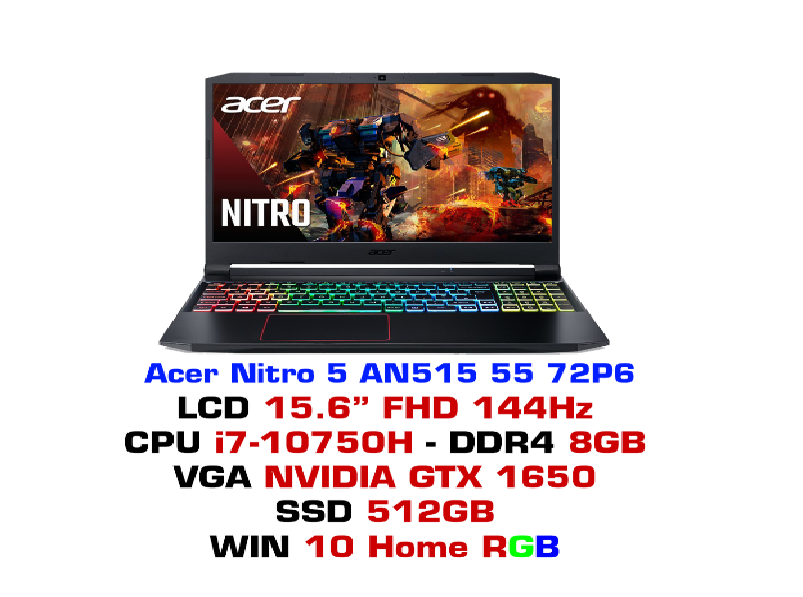 acer
NITRO
acer
Acer Nitro 5 AN515 55 72P6
LCD 15.6” FHD 144Hz
CPU i7-10750H - DDR4 8GB
VGA NVIDIA GTX 1650
SSD 512GB
WIN 10 Home RGB